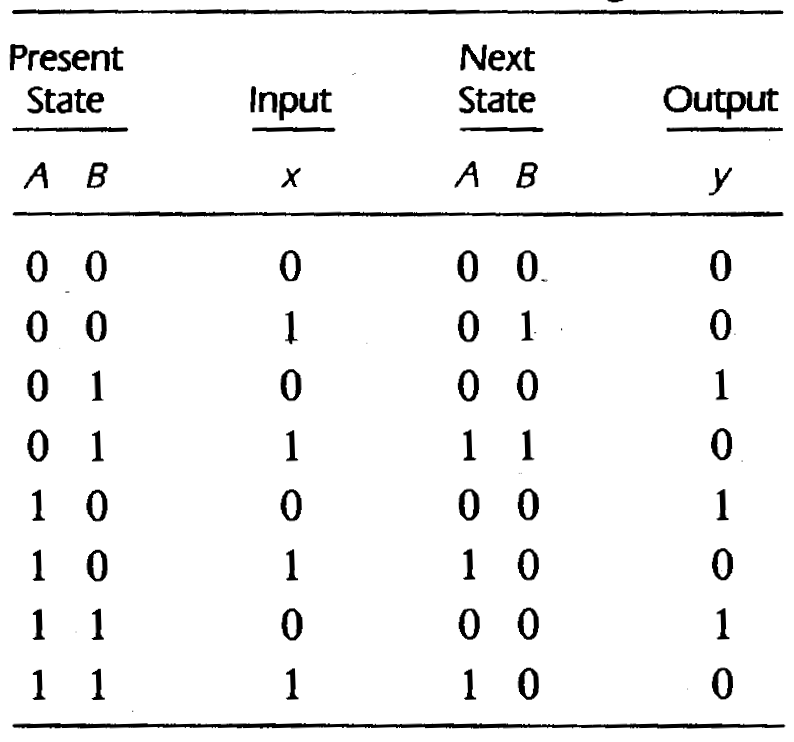 Present Next
State Input State Output
A B x A B y
0 0 0 0 0 0
0 0 1 0 1 0
0 1 0 0 0 1
0 1 1 1 1 0
1 0 0 0 0 1
1 0 1 1 0 0
1 1 0 0 0 1
1 1 1 1 0 0